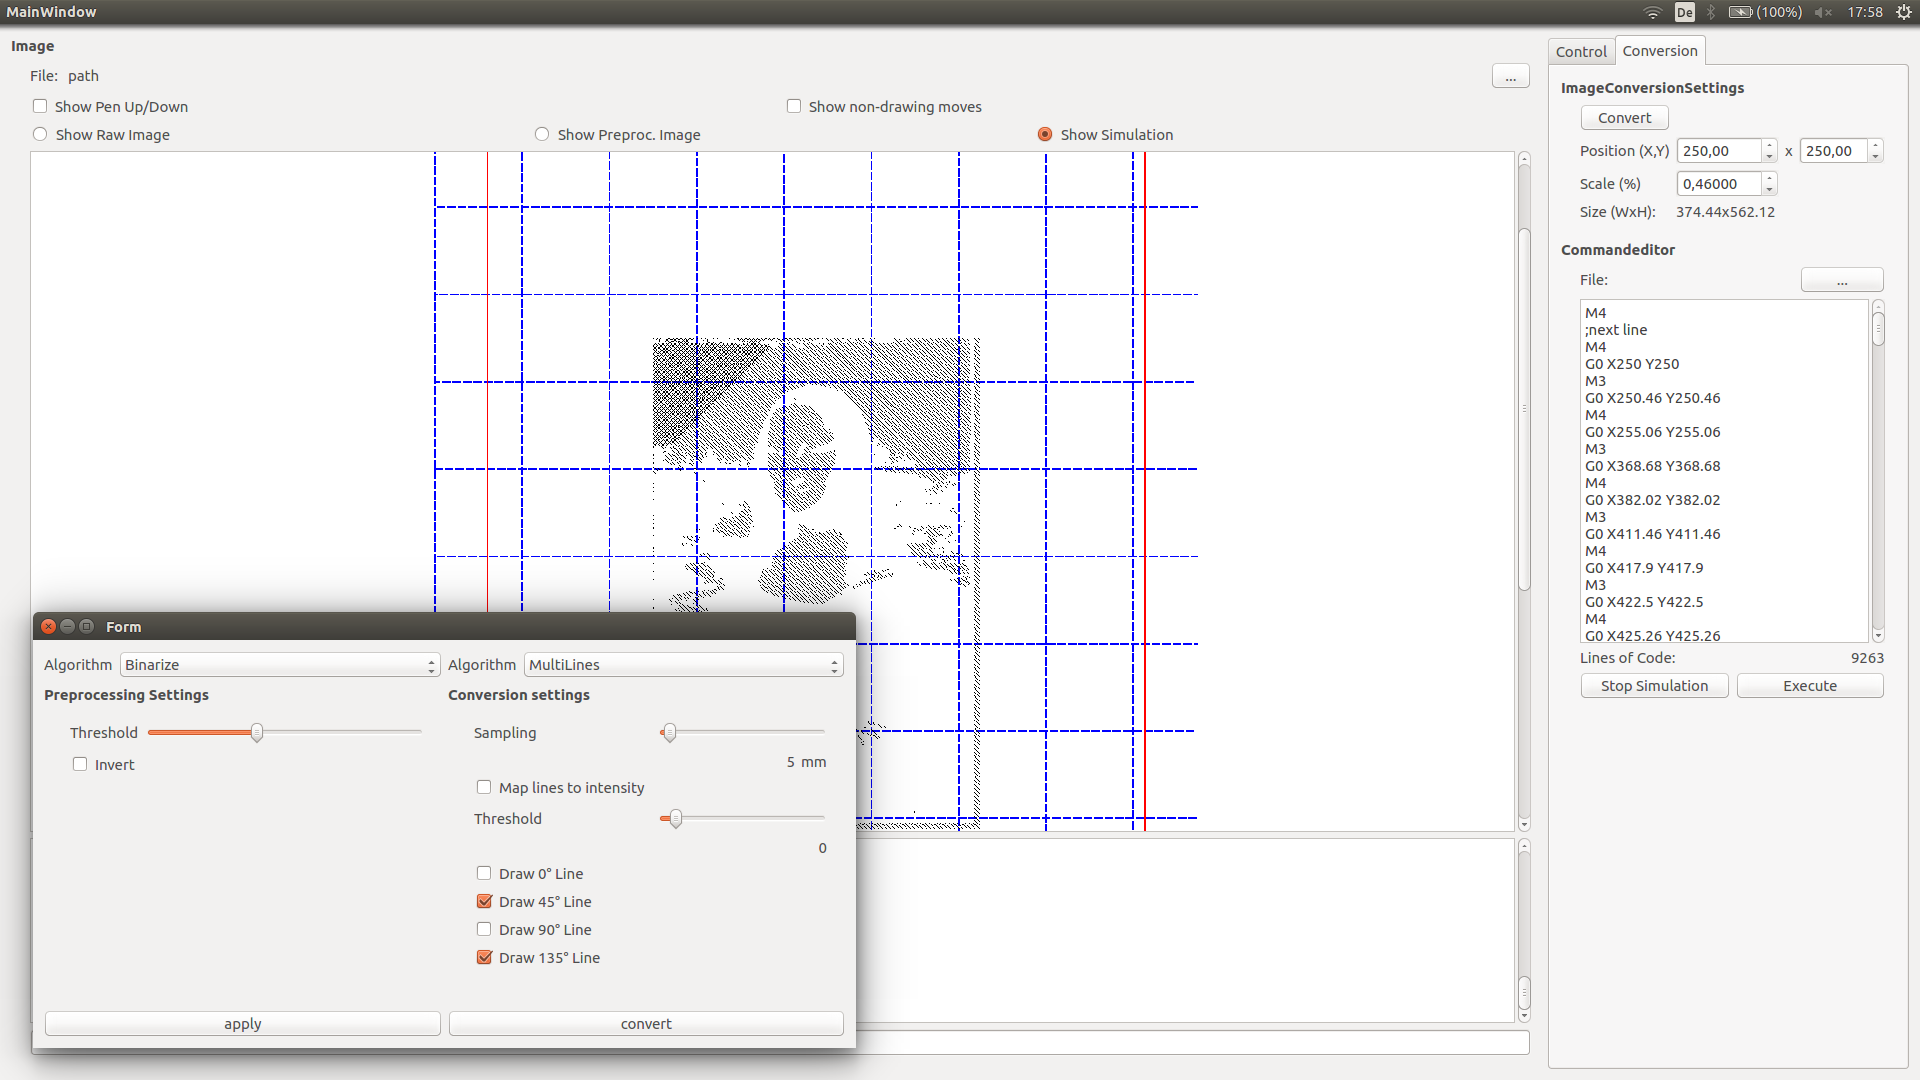 MainWindow
De
(100%)
17:58
Image
File: path
...
Show Pen Up/Down
Show non-drawing moves
Show Raw Image
Show Preproc. Image
Show Simulation
Control
Conversion
ImageConversionSettings
Convert
Position (X,Y) 250,00 x 250,00
Scale (%) 0,46000
Size (WxH): 374.44x562.12
Commandeditor
File: ...
M4
;next line
M4
G0 X250 Y250
M3
G0 X250.46 Y250.46
M4
G0 X255.06 Y255.06
M3
G0 X368.68 Y368.68
M4
G0 X382.02 Y382.02
M3
G0 X411.46 Y411.46
M4
G0 X417.9 Y417.9
M3
G0 X422.5 Y422.5
M4
G0 X425.26 Y425.26
Lines of Code: 9263
Stop Simulation
Execute
Form
Algorithm Binarize
Preprocessing Settings
Threshold
Invert
apply
Algorithm MultiLines
Conversion settings
Sampling
5 mm
Map lines to intensity
Threshold
0
Draw 0° Line
Draw 45° Line
Draw 90° Line
Draw 135° Line
convert